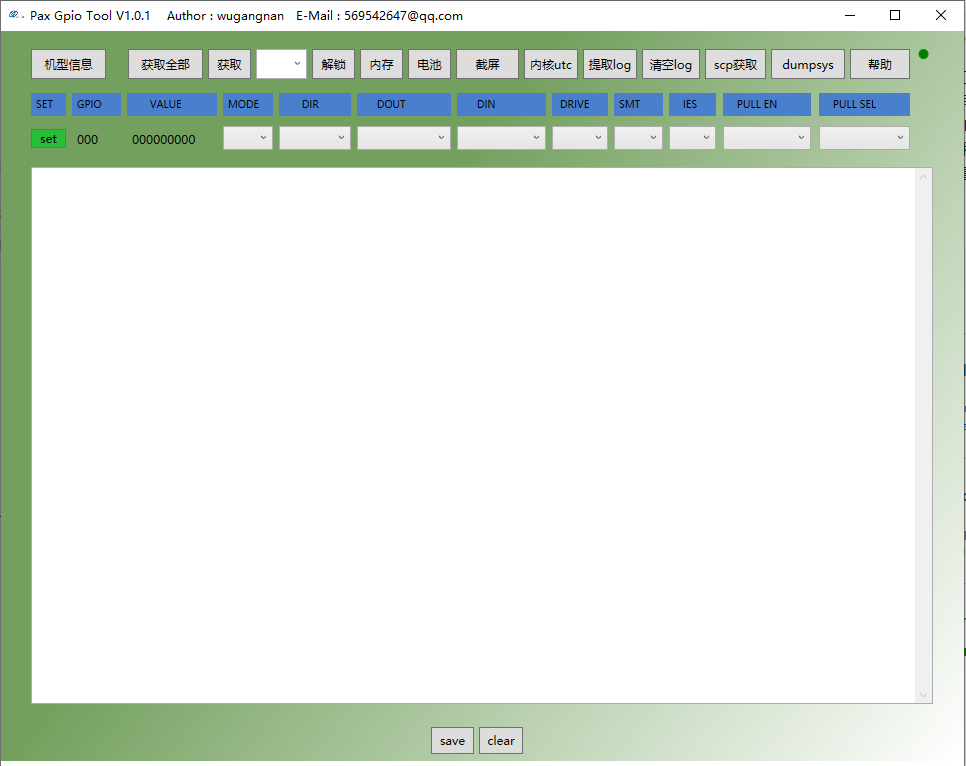 Pax Gpio Tool V1.0.1 Author : wugangnan E-Mail : 569542647@qq.com
机型信息 获取全部 获取 解锁 内存 电池 截屏 内核utc 提取log 清空log scp获取 dumpsys 帮助
SET GPIO VALUE MODE DIR DOUT DIN DRIVE SMT IES PULL EN PULL SEL
set 000 000000000
save clear